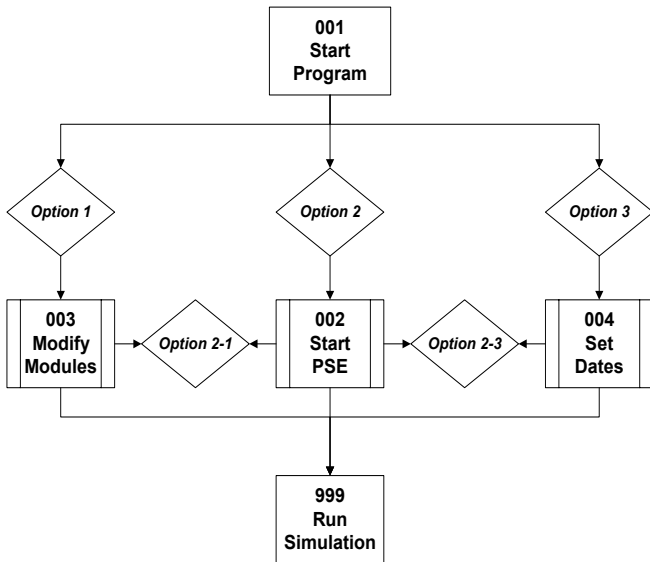 001
Start
Program
Option 1
Option 2
Option 3
003
Modify
Modules
Option 2-1
002
Start
PSE
Option 2-3
004
Set
Dates
999
Run
Simulation